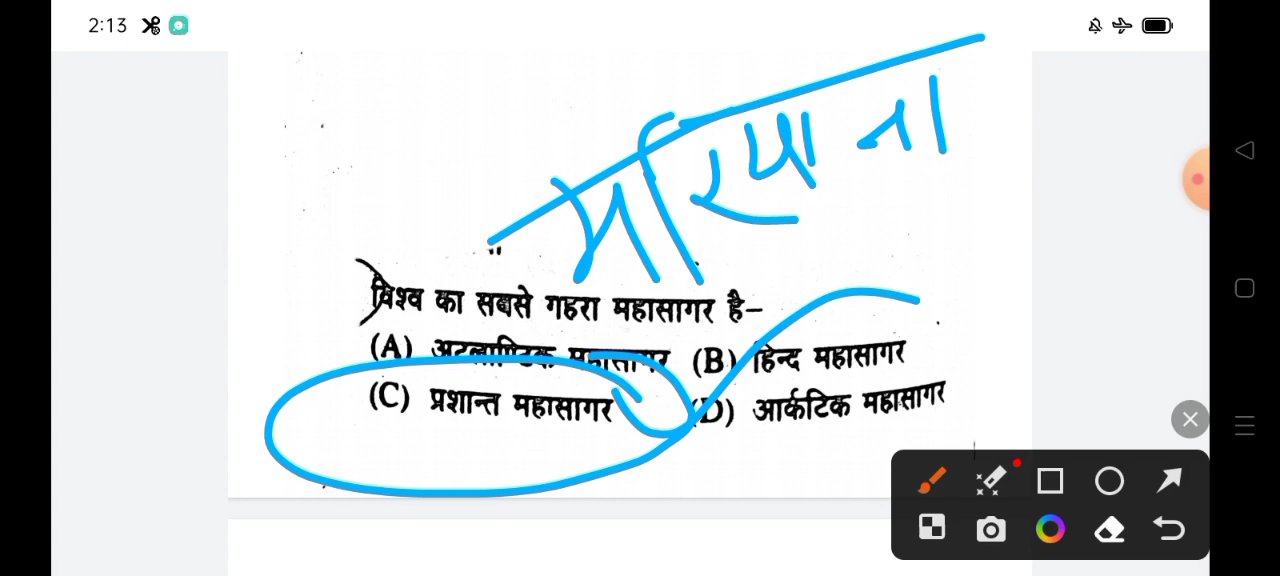 2:13
मरियाना
विश्व का सबसे गहरा महासागर है–
(A) अटलाण्टिक महासागर (B) हिन्द महासागर
(C) प्रशान्त महासागर (D) आर्कटिक महासागर